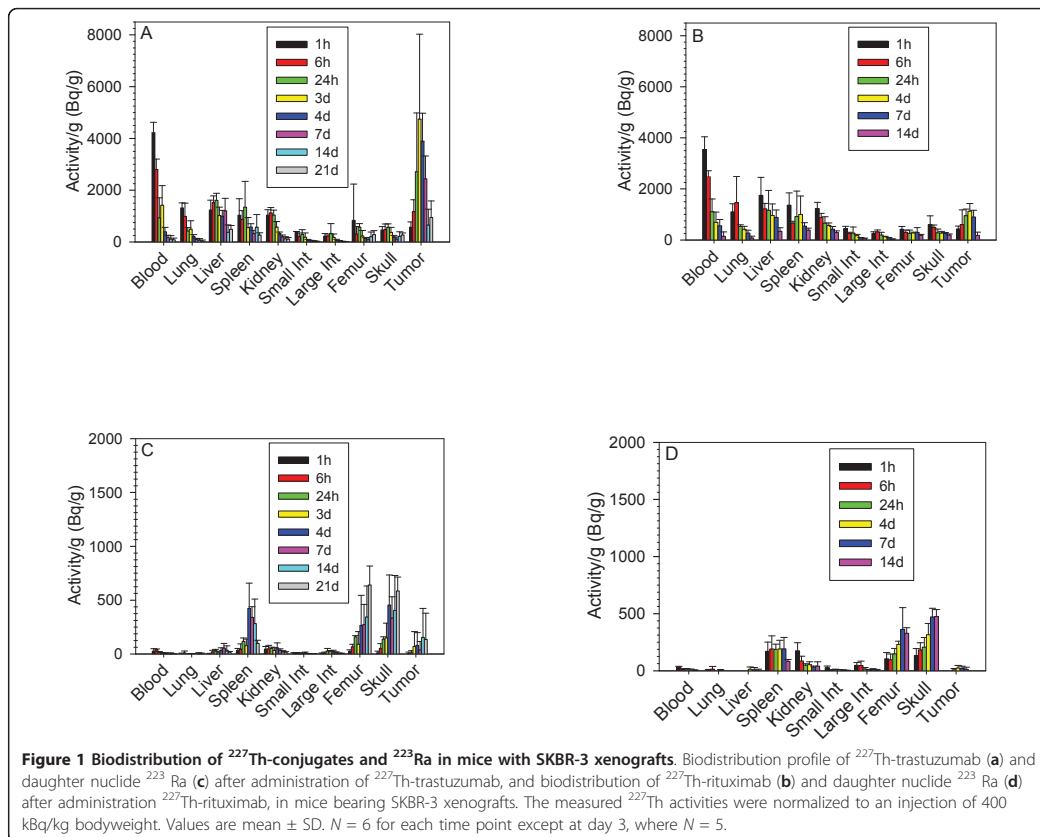 A
8000
6000
4000
2000
0
Activity/g (Bq/g)
1h
6h
24h
3d
4d
7d
14d
21d
Blood
Lung
Liver
Spleen
Kidney
Small Int
Large Int
Femur
Skull
Tumor
B
8000
6000
4000
2000
0
Activity/g (Bq/g)
1h
6h
24h
4d
7d
14d
Blood
Lung
Liver
Spleen
Kidney
Small Int
Large Int
Femur
Skull
Tumor
C
2000
1500
1000
500
0
Activity/g (Bq/g)
1h
6h
24h
3d
4d
7d
14d
21d
Blood
Lung
Liver
Spleen
Kidney
Small Int
Large Int
Femur
Skull
Tumor
D
2000
1500
1000
500
0
Activity/g (Bq/g)
1h
6h
24h
4d
7d
14d
Blood
Lung
Liver
Spleen
Kidney
Small Int
Large Int
Femur
Skull
Tumor
Figure 1 Biodistribution of ²²⁷Th-conjugates and ²²³Ra in mice with SKBR-3 xenografts. Biodistribution profile of ²²⁷Th-trastuzumab (a) and
daughter nuclide ²²³ Ra (c) after administration of ²²⁷Th-trastuzumab, and biodistribution of ²²⁷Th-rituximab (b) and daughter nuclide ²²³ Ra (d)
after administration ²²⁷Th-rituximab, in mice bearing SKBR-3 xenografts. The measured ²²⁷Th activities were normalized to an injection of 400
kBq/kg bodyweight. Values are mean ± SD. N = 6 for each time point except at day 3, where N = 5.